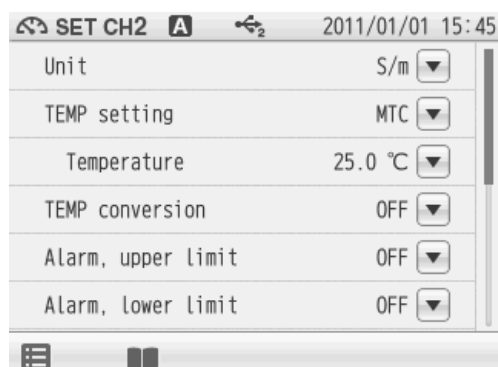 SET CH2 A 2 2011/01/01 15:45
Unit S/m
TEMP setting MTC
Temperature 25.0 ℃
TEMP conversion OFF
Alarm, upper limit OFF
Alarm, lower limit OFF